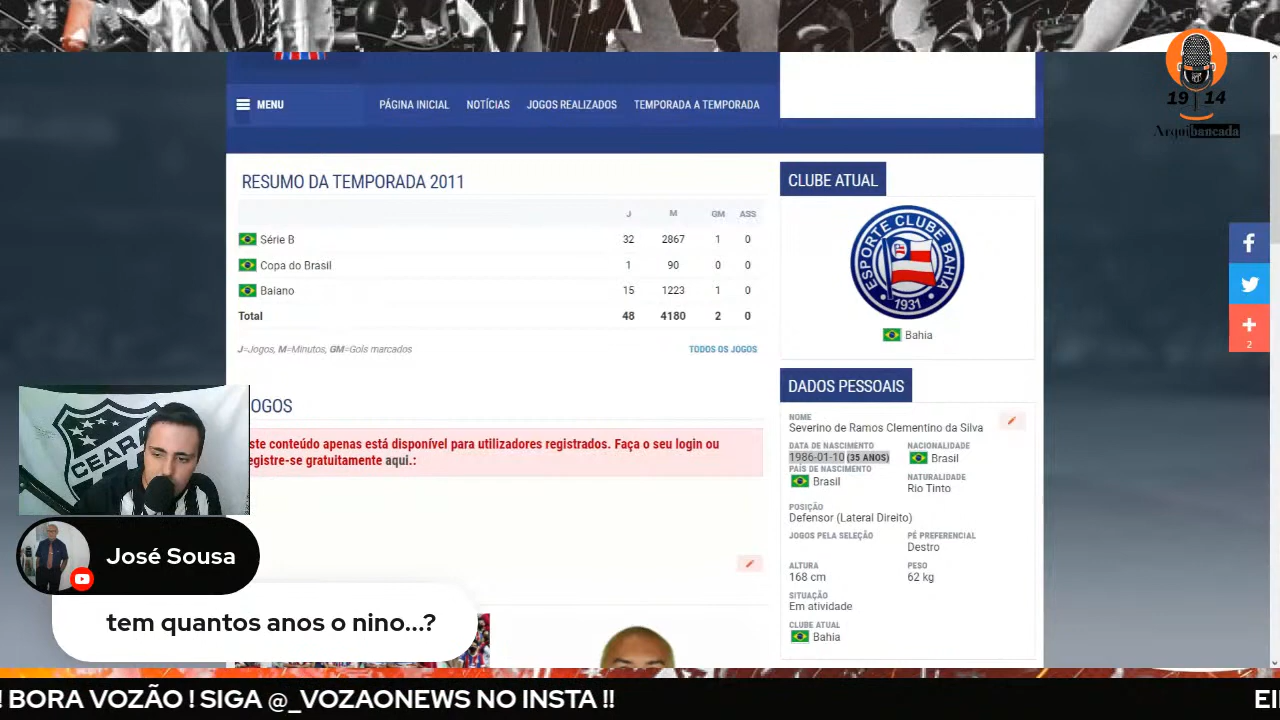 19 14
Arquibancada
MENU
PÁGINA INICIAL NOTÍCIAS JOGOS REALIZADOS TEMPORADA A TEMPORADA
RESUMO DA TEMPORADA 2011
J M GM ASS
Série B 32 2867 1 0
Copa do Brasil 1 90 0 0
Baiano 15 1223 1 0
Total 48 4180 2 0
J=Jogos, M=Minutos, GM=Gols marcados TODOS OS JOGOS
OGOS
ste conteúdo apenas está disponível para utilizadores registrados. Faça o seu login ou
egistre-se gratuitamente aqui.:
CLUBE ATUAL
ESPORTE CLUBE BAHIA
1931
Bahia
DADOS PESSOAIS
NOME
Severino de Ramos Clementino da Silva
DATA DE NASCIMENTO NACIONALIDADE
1986-01-10 (35 ANOS) Brasil
PAÍS DE NASCIMENTO NATURALIDADE
Brasil Rio Tinto
POSIÇÃO
Defensor (Lateral Direito)
JOGOS PELA SELEÇÃO PÉ PREFERENCIAL
Destro
ALTURA PESO
168 cm 62 kg
SITUAÇÃO
Em atividade
CLUBE ATUAL
Bahia
2
CEARÁ
José Sousa
tem quantos anos o nino...?
! BORA VOZÃO ! SIGA @_VOZAONEWS NO INSTA !! EI